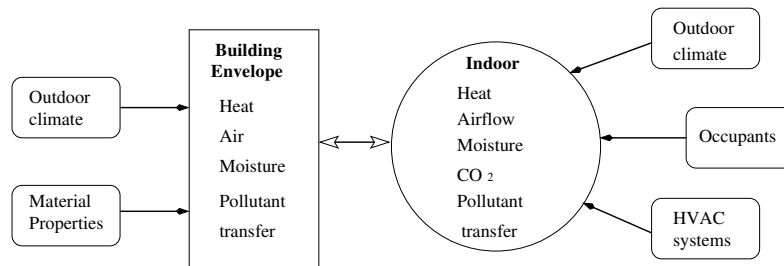 Outdoor
climate
Material
Properties
Building
Envelope
Heat
Air
Moisture
Pollutant
transfer
Indoor
Heat
Airflow
Moisture
CO 2
Pollutant
transfer
Outdoor
climate
Occupants
HVAC
systems